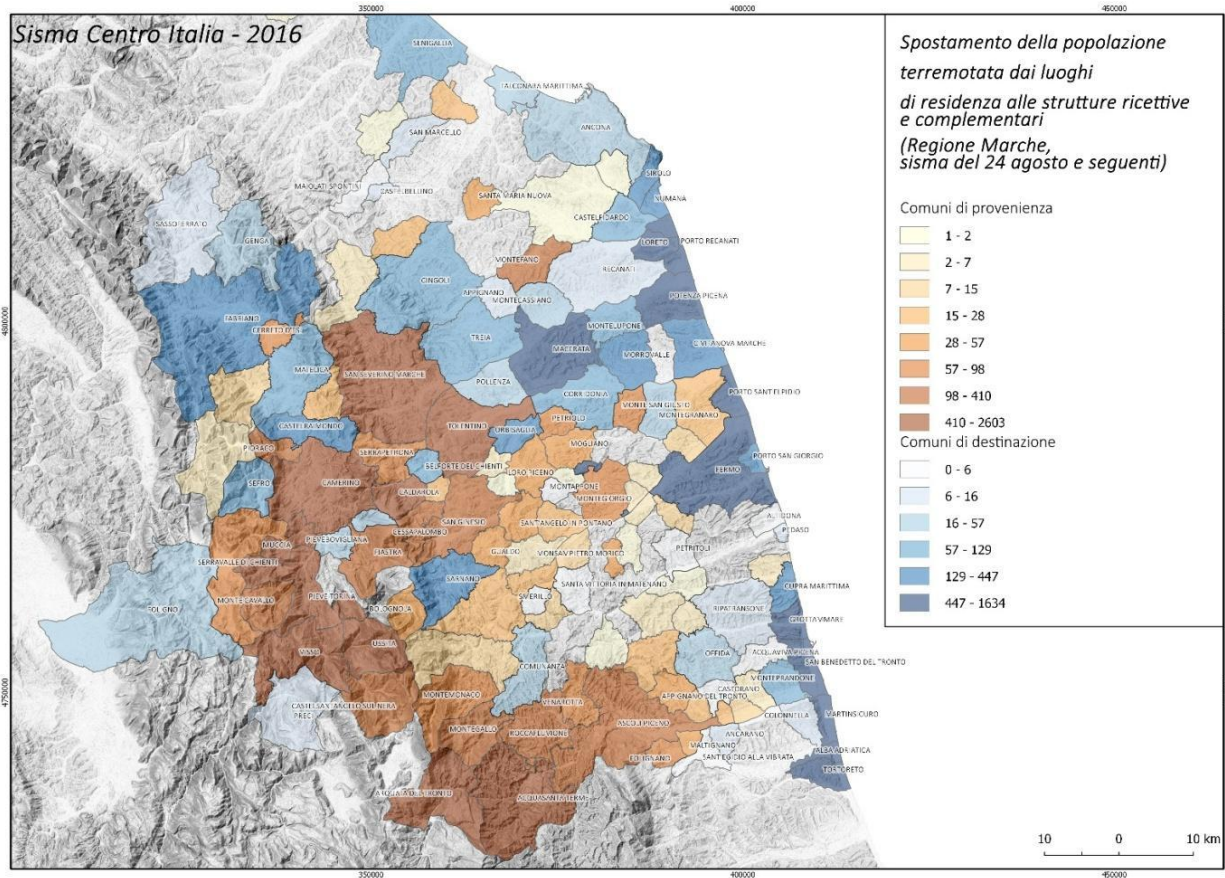 350000
400000
450000
Sisma Centro Italia - 2016
Spostamento della popolazione
terremotata dai luoghi
di residenza alle strutture ricettive
e complementari
(Regione Marche,
sisma del 24 agosto e seguenti)
Comuni di provenienza
1 - 2
2 - 7
7 - 15
15 - 28
28 - 57
57 - 98
98 - 410
410 - 2603
Comuni di destinazione
0 - 6
6 - 16
16 - 57
57 - 129
129 - 447
447 - 1634
SENIGALLIA
FALCONARA MARITTIMA
ANCONA
SAN MARCELLO
SIROLO
MAIOLATI SPONTINI
CASTELBELLINO
SANTA MARIA NUOVA
NUMANA
SASSOFERRATO
CASTELFIDARDO
GENGA
LORETO
PORTO RECANATI
MONTEFANO
RECANATI
CINGOLI
APPIGNANO
MONTECASSIANO
POTENZA PICENA
4800000
FABRIANO
MONTELUPONE
CERRETO D'ESI
TREIA
CIVITANOVA MARCHE
MACERATA
MORROVALLE
MATELICA
SAN SEVERINO MARCHE
POLLENZA
PORTO SANT'ELPIDIO
CORRIDONIA
MONTE SAN GIUSTO
MONTEGRANARO
TOLENTINO
PETRIOLO
CASTELRAIMONDO
URBISAGLIA
MOGLIANO
PIORACO
SERRAPETRONA
PORTO SAN GIORGIO
BELFORTE DEL CHIENTI
LORO PICENO
FERMO
SEFRO
CAMERINO
MONTAPPONE
CALDAROLA
MONTEGIORGIO
SAN GINESIO
ALTIDONA
SANT'ANGELO IN PONTANO
CESSAPALOMBO
PEDASO
MUCCIA
PIEVEBOVIGLIANA
FIASTRA
GUALDO
MONSAMPIETRO MORICO
PETRITOLI
SERRAVALLE DI CHIENTI
SARNANO
SANTA VITTORIA IN MATENANO
CUPRA MARITTIMA
PIEVE TORINA
SMERILLO
MONTE CAVALLO
BOLOGNOLA
RIPATRANSONE
FOLIGNO
GROTTAMMARE
USSITA
VISSO
OFFIDA
ACQUAVIVA PICENA
SAN BENEDETTO DEL TRONTO
COMUNANZA
MONTEPRANDONE
4750000
MONTEMONACO
CASTORANO
APPIGNANO DEL TRONTO
CASTELSANTANGELO SUL NERA
VENAROTTA
PRECI
COLONNELLA
MARTINSICURO
ASCOLI PICENO
MONTEGALLO
ROCCAFLUVIONE
ANCARANO
MALTIGNANO
ALBA ADRIATICA
FOLIGNANO
SANT'EGIDIO ALLA VIBRATA
TORTORETO
ARQUATA DEL TRONTO
ACQUASANTA TERME
10
0
10 km
350000
400000
450000